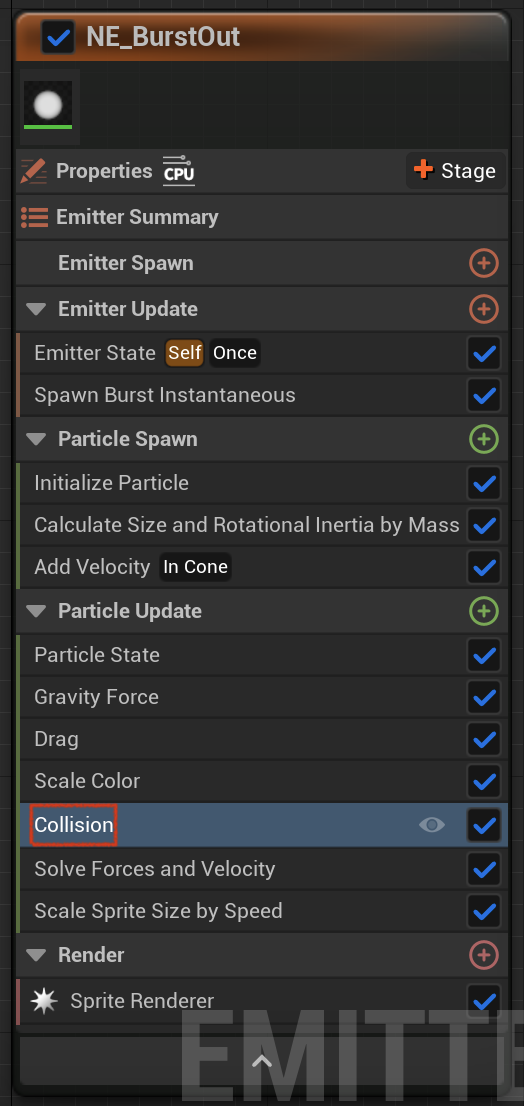 NE_BurstOut
Properties CPU Stage
Emitter Summary
Emitter Spawn
Emitter Update
Emitter State Self Once
Spawn Burst Instantaneous
Particle Spawn
Initialize Particle
Calculate Size and Rotational Inertia by Mass
Add Velocity In Cone
Particle Update
Particle State
Gravity Force
Drag
Scale Color
Collision
Solve Forces and Velocity
Scale Sprite Size by Speed
Render
Sprite Renderer
EMITTE